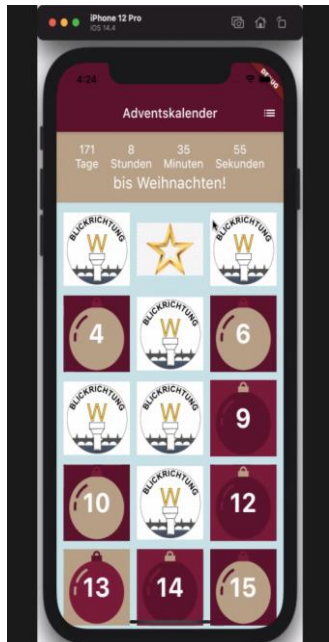 iPhone 12 Pro
iOS 14.4
4:24
DEBUG
Adventskalender
171 8 35 55
Tage Stunden Minuten Sekunden
bis Weihnachten!
BLICKRICHTUNG
W
BLICKRICHTUNG
W
4
BLICKRICHTUNG
W
6
BLICKRICHTUNG
W
BLICKRICHTUNG
W
9
10
BLICKRICHTUNG
W
12
13
14
15